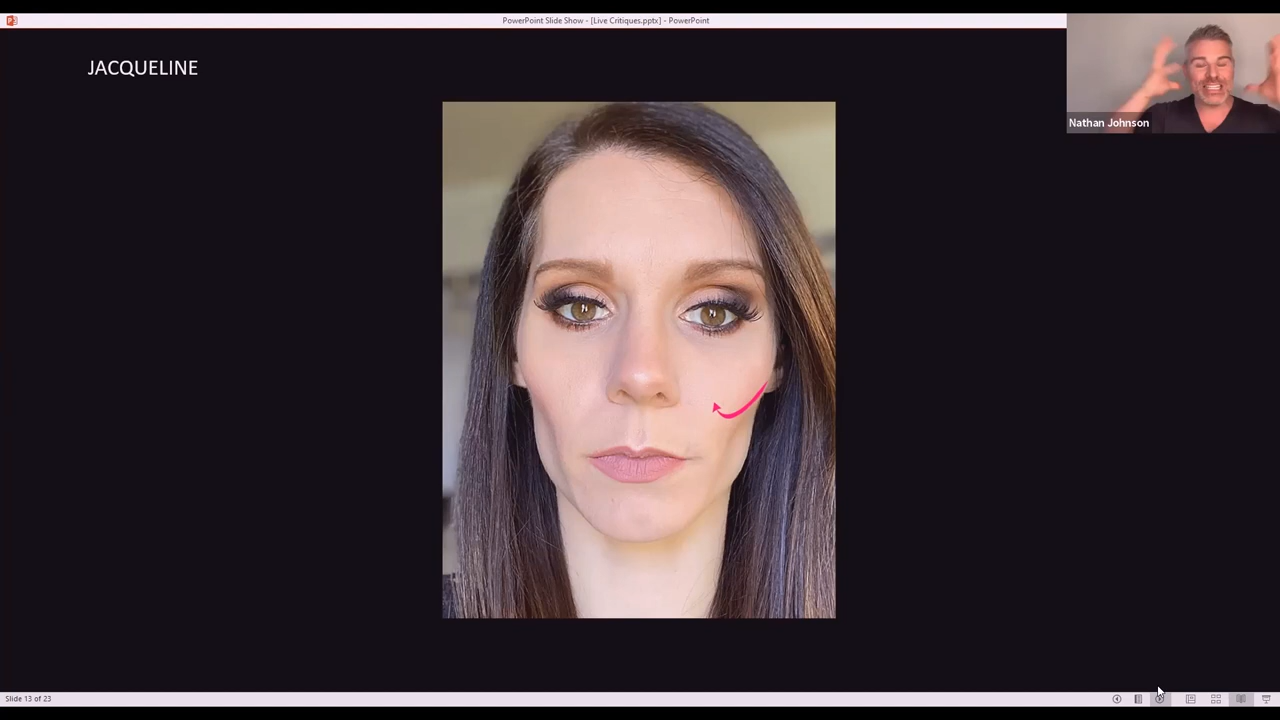 PowerPoint Slide Show - [Live Critiques.pptx] - PowerPoint
JACQUELINE
Nathan Johnson
Slide 13 of 23